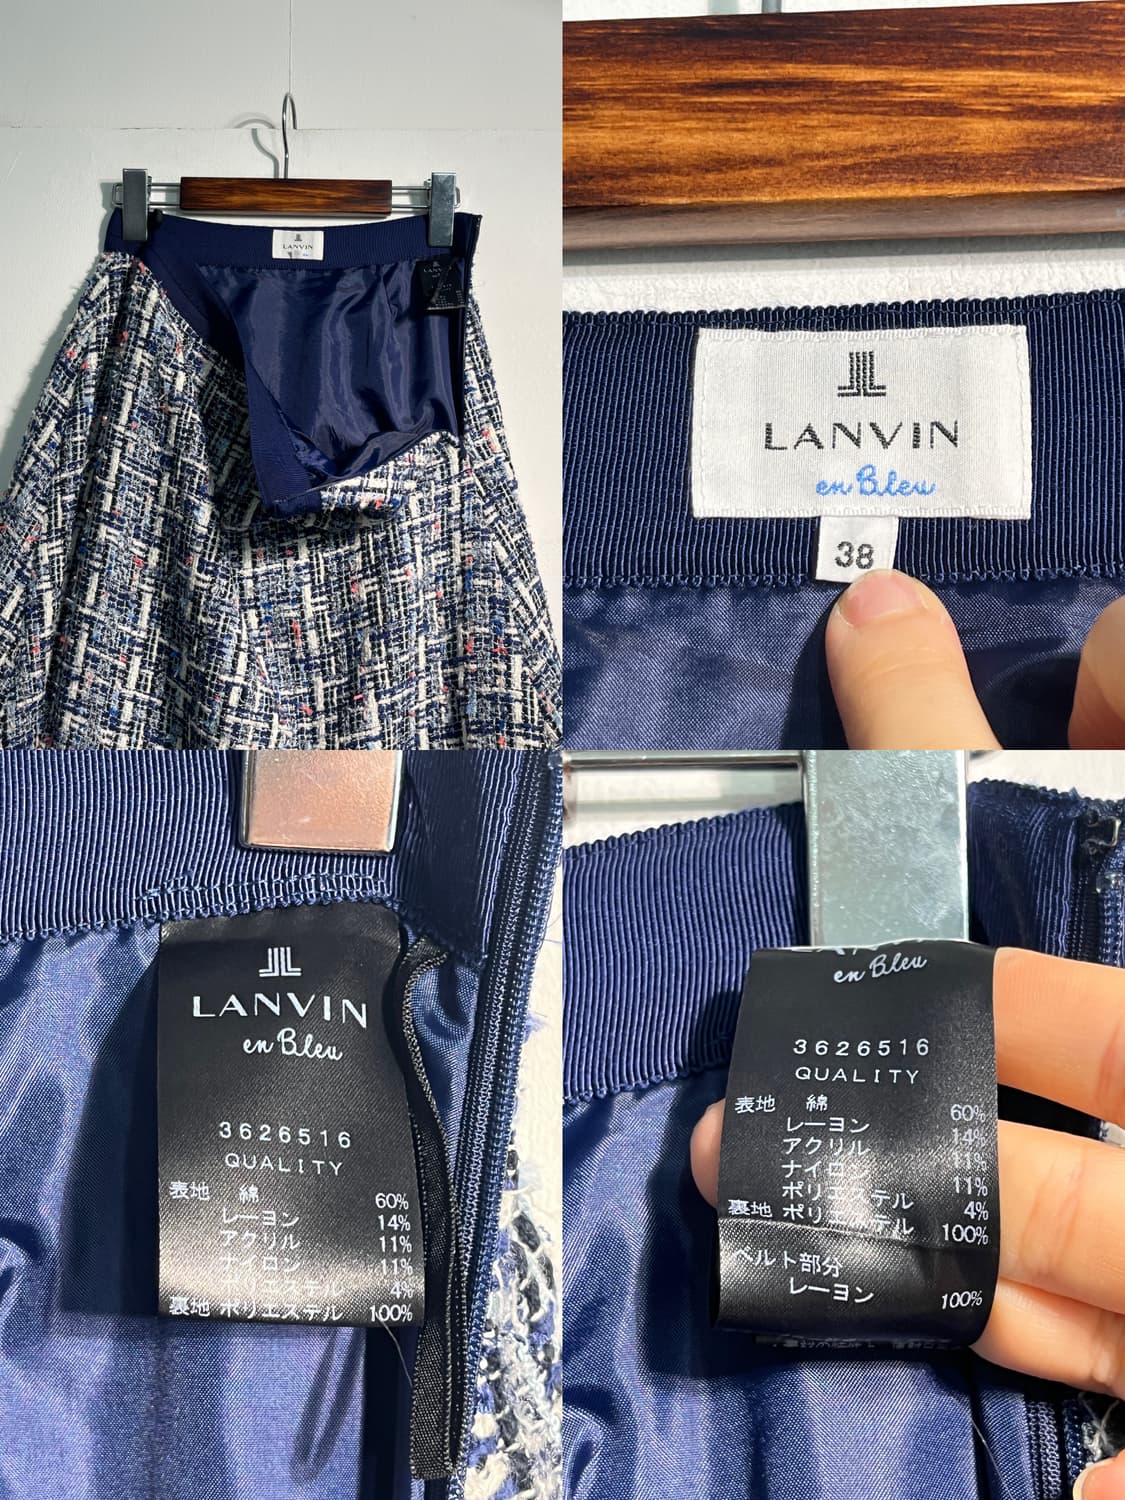 LANVIN
LANVIN
en Bleu
38
LANVIN
en Bleu
3626516
QUALITY
表地 綿 60%
レーヨン 14%
アクリル 11%
ナイロン 11%
ポリエステル 4%
裏地 ポリエステル 100%
en Bleu
3626516
QUALITY
表地 綿 60%
レーヨン 14%
アクリル 11%
ナイロン 11%
ポリエステル 4%
裏地 ポリエステル 100%
ベルト部分
レーヨン 100%